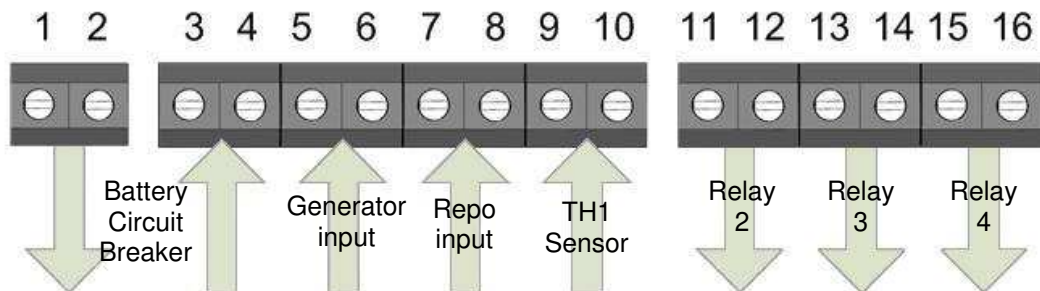 1 2 3 4 5 6 7 8 9 10 11 12 13 14 15 16
Battery
Circuit
Breaker
Generator
input
Repo
input
TH1
Sensor
Relay
2
Relay
3
Relay
4